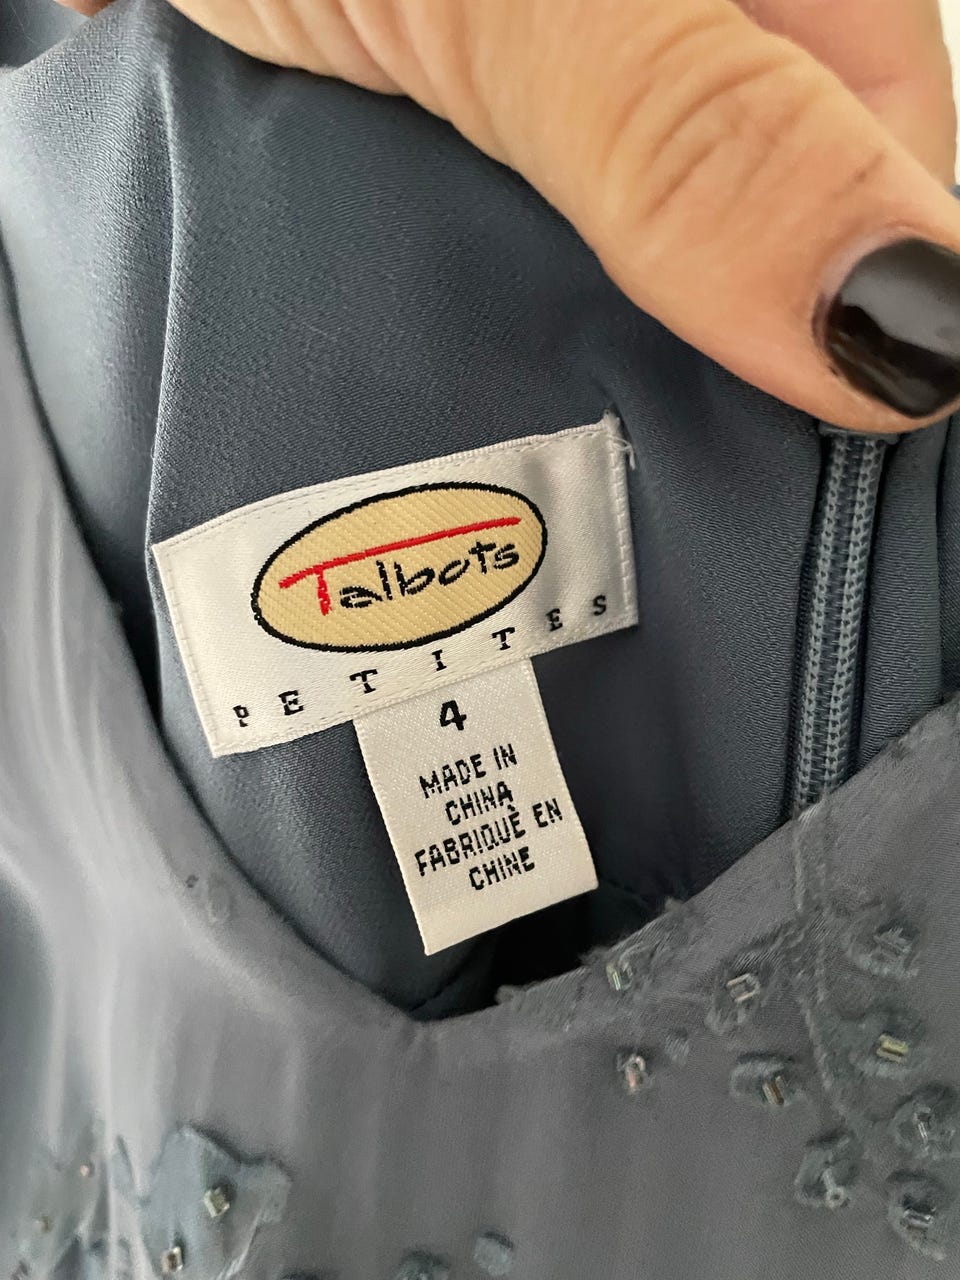 Talbots
PETITES
4
MADE IN
CHINA
FABRIQUÈ EN
CHINE